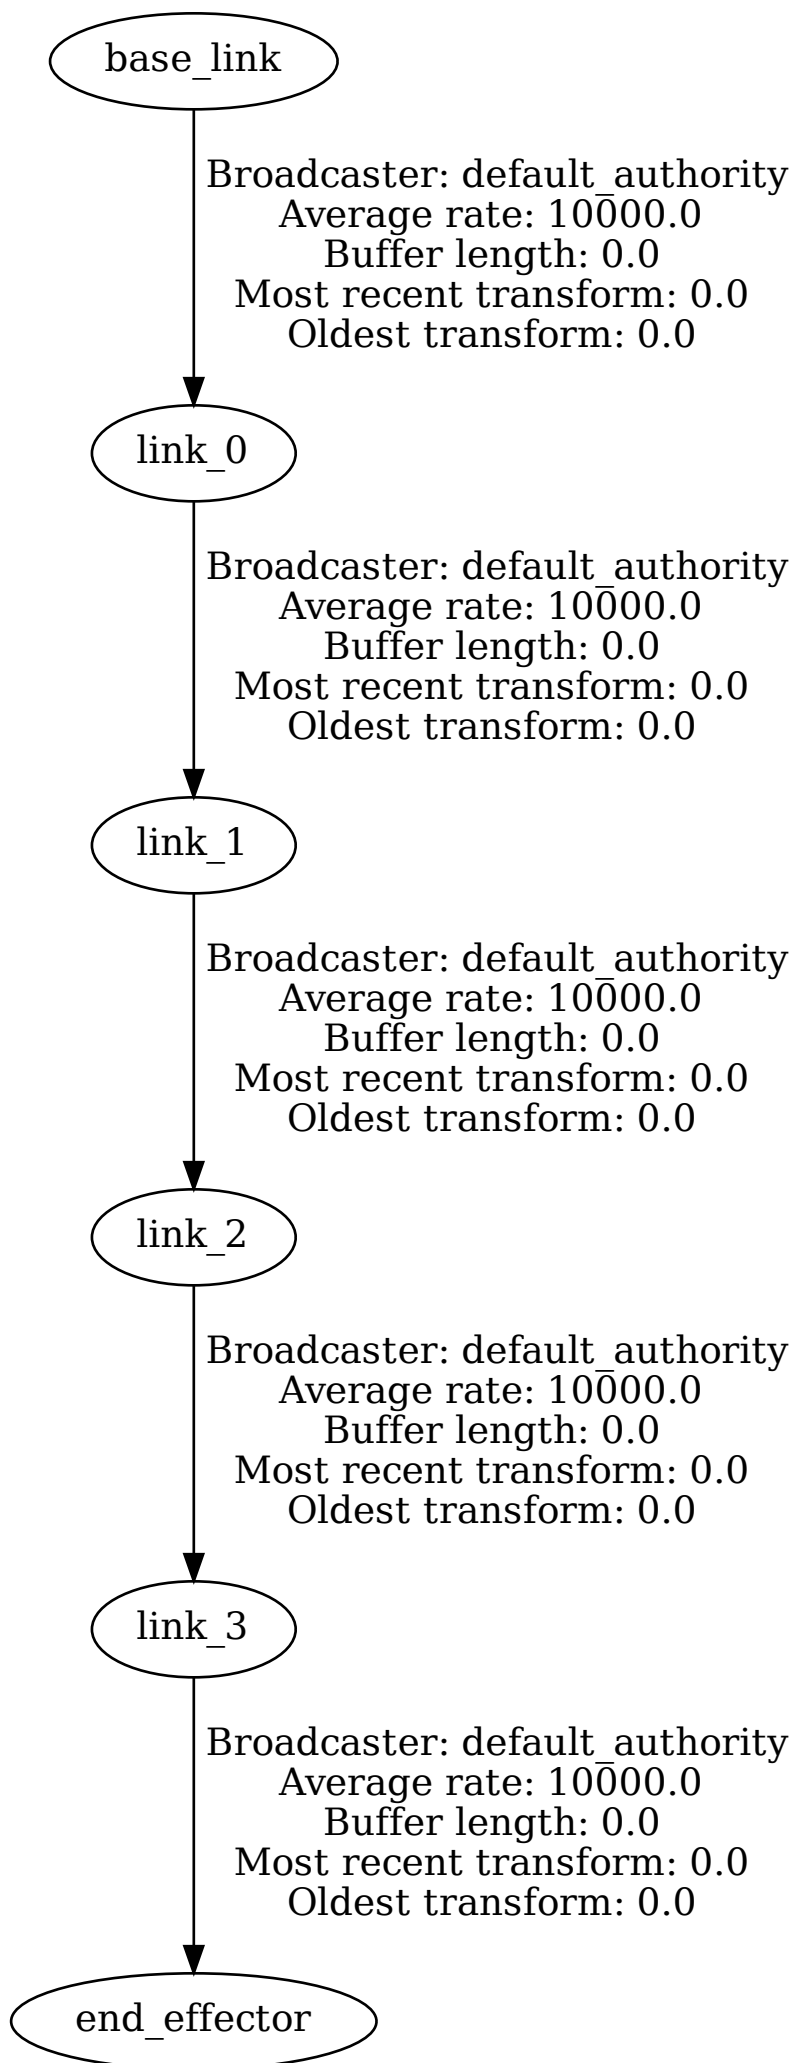 base_link
Broadcaster: default_authority
Average rate: 10000.0
Buffer length: 0.0
Most recent transform: 0.0
Oldest transform: 0.0
link_0
Broadcaster: default_authority
Average rate: 10000.0
Buffer length: 0.0
Most recent transform: 0.0
Oldest transform: 0.0
link_1
Broadcaster: default_authority
Average rate: 10000.0
Buffer length: 0.0
Most recent transform: 0.0
Oldest transform: 0.0
link_2
Broadcaster: default_authority
Average rate: 10000.0
Buffer length: 0.0
Most recent transform: 0.0
Oldest transform: 0.0
link_3
Broadcaster: default_authority
Average rate: 10000.0
Buffer length: 0.0
Most recent transform: 0.0
Oldest transform: 0.0
end_effector